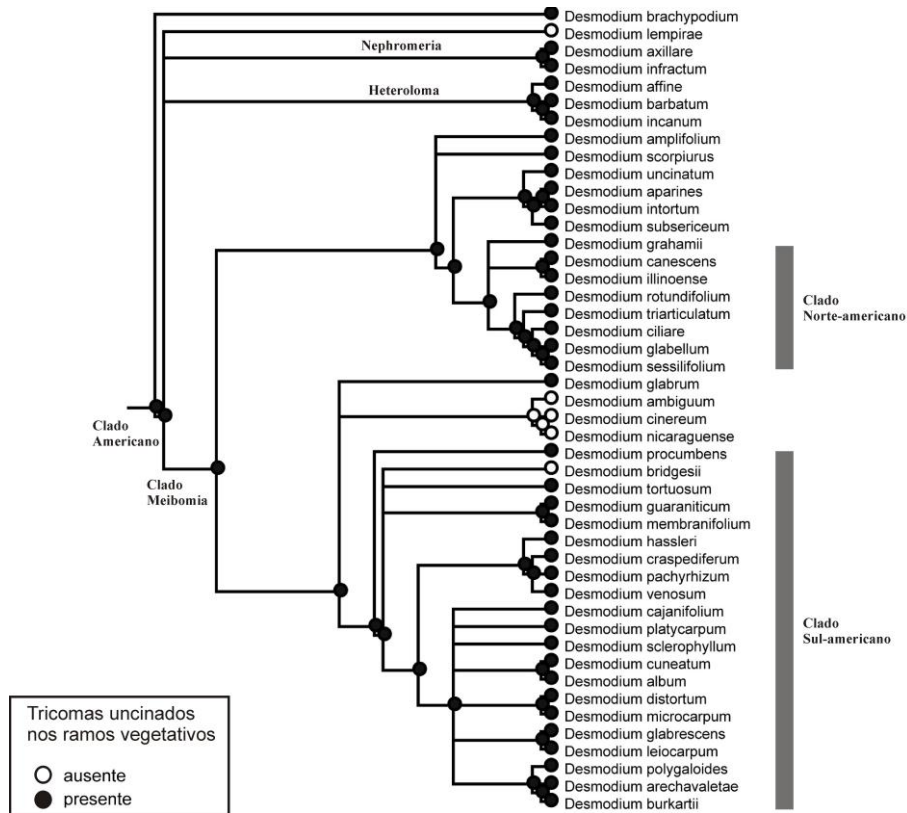 Desmodium brachypodium
Desmodium lempirae
Nephromeria
Desmodium axillare
Desmodium infractum
Desmodium affine
Heteroloma
Desmodium barbatum
Desmodium incanum
Desmodium amplifolium
Desmodium scorpiurus
Desmodium uncinatum
Desmodium aparines
Desmodium intortum
Desmodium subsericeum
Desmodium grahamii
Desmodium canescens
Desmodium illinoense
Desmodium rotundifolium
Desmodium triarticulatum
Desmodium ciliare
Desmodium glabellum
Desmodium sessilifolium
Clado
Norte-americano
Desmodium glabrum
Desmodium ambiguum
Desmodium cinereum
Desmodium nicaraguense
Clado
Americano
Desmodium procumbens
Desmodium bridgesii
Desmodium tortuosum
Desmodium guaraniticum
Desmodium membranifolium
Clado
Meibomia
Desmodium hassleri
Desmodium craspediferum
Desmodium pachyrhizum
Desmodium venosum
Desmodium cajanifolium
Desmodium platycarpum
Desmodium sclerophyllum
Desmodium cuneatum
Desmodium album
Desmodium distortum
Desmodium microcarpum
Desmodium glabrescens
Desmodium leiocarpum
Desmodium polygaloides
Desmodium arechavaletae
Desmodium burkartii
Clado
Sul-americano
Tricomas uncinados
nos ramos vegetativos
ausente
presente